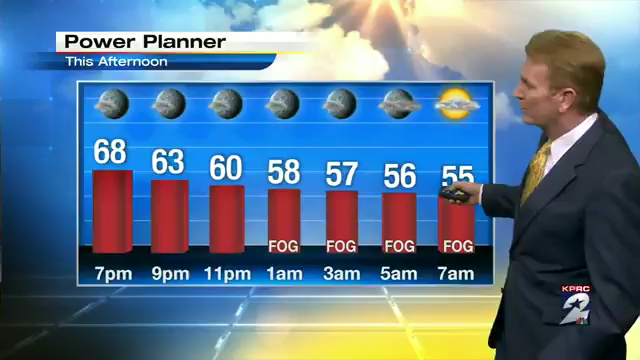 Power Planner
This Afternoon
68 63 60 58 57 56 55
FOG FOG FOG FOG
7pm 9pm 11pm 1am 3am 5am 7am
KPRC
2